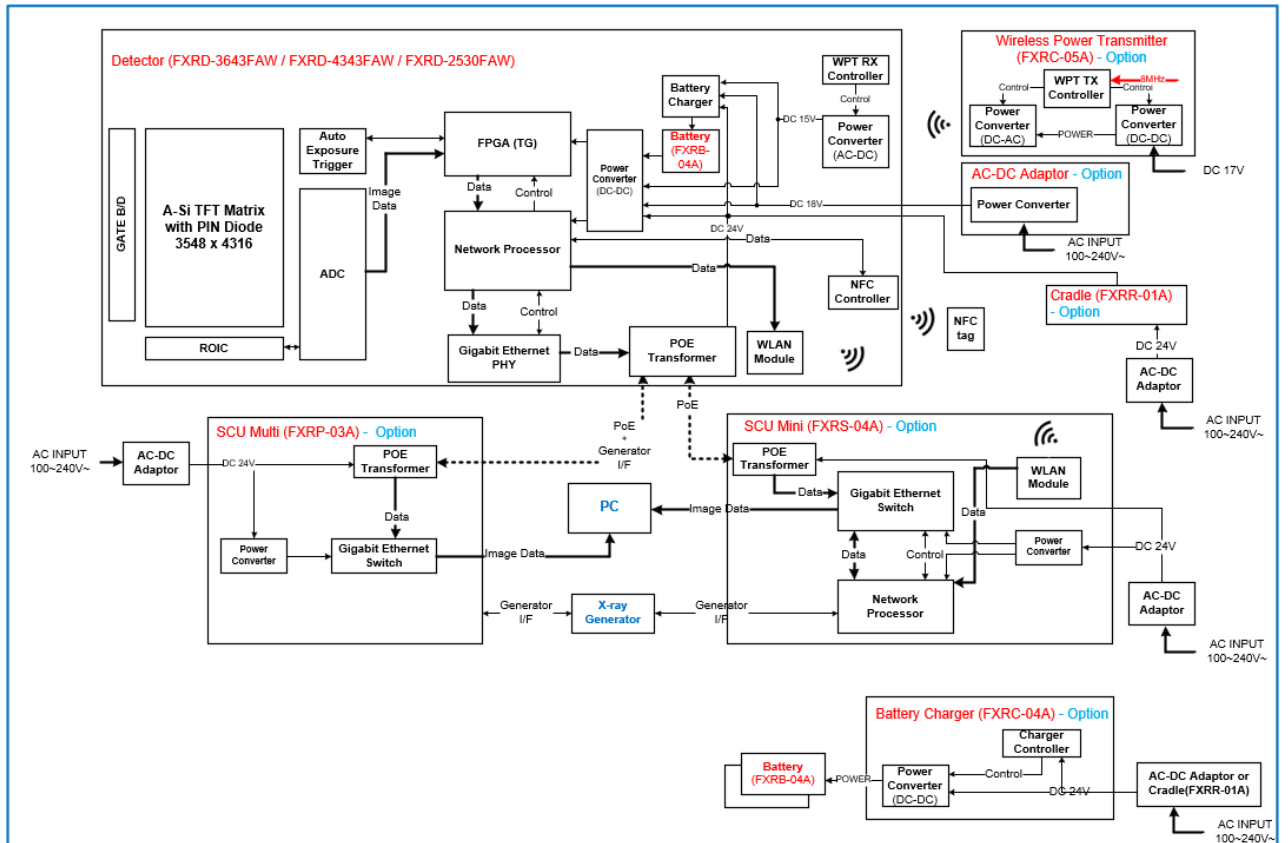 Detector (FXRD-3643FAW / FXRD-4343FAW / FXRD-2530FAW)
GATE B/D
A-Si TFT Matrix
with PIN Diode
3548 x 4316
ROIC
Auto
Exposure
Trigger
ADC
Image
Data
FPGA (TG)
Data
Control
Network Processor
Data
Control
Gigabit Ethernet
PHY
Data
POE
Transformer
Battery
Charger
Battery
(FXRB-
04A)
Power
Converter
(DC-DC)
WPT RX
Controller
Control
Power
Converter
(AC-DC)
DC 15V
DC 18V
DC 24V
Data
Data
NFC
Controller
WLAN
Module
NFC
tag
Wireless Power Transmitter
(FXRC-05A) - Option
WPT TX
Controller
8MHz
Control
Control
Power
Converter
(DC-AC)
POWER
Power
Converter
(DC-DC)
DC 17V
AC-DC Adaptor - Option
Power Converter
AC INPUT
100~240V~
Cradle (FXRR-01A)
- Option
DC 24V
AC-DC
Adaptor
AC INPUT
100~240V~
PoE
+
Generator
I/F
PoE
SCU Multi (FXRP-03A) - Option
AC INPUT
100~240V~
AC-DC
Adaptor
DC 24V
POE
Transformer
Data
Power
Converter
Gigabit Ethernet
Switch
Image Data
PC
Image Data
Generator
I/F
X-ray
Generator
Generator
I/F
SCU Mini (FXRS-04A) - Option
POE
Transformer
Data
Gigabit Ethernet
Switch
WLAN
Module
Data
Data
Control
Power
Converter
DC 24V
Network
Processor
AC-DC
Adaptor
AC INPUT
100~240V~
Battery Charger (FXRC-04A) - Option
Charger
Controller
Control
Battery
(FXRB-04A)
POWER
Power
Converter
(DC-DC)
DC 24V
AC-DC Adaptor or
Cradle(FXRR-01A)
AC INPUT
100~240V~